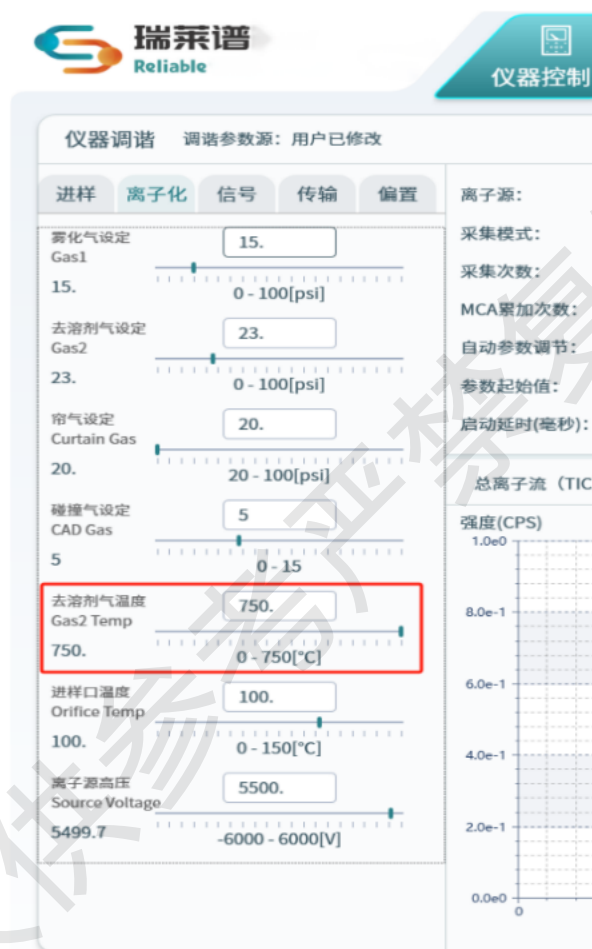 瑞莱谱
Reliable
仪器控制
仪器调谐 调谐参数源：用户已修改
进样 离子化 信号 传输 偏置
雾化气设定
Gas1
15.
15.
0 - 100[psi]
去溶剂气设定
Gas2
23.
23.
0 - 100[psi]
帘气设定
Curtain Gas
20.
20.
20 - 100[psi]
碰撞气设定
CAD Gas
5
5
0 - 15
去溶剂气温度
Gas2 Temp
750.
750.
0 - 750[°C]
进样口温度
Orifice Temp
100.
100.
0 - 150[°C]
离子源高压
Source Voltage
5500.
5499.7
-6000 - 6000[V]
离子源:
采集模式:
采集次数:
MCA累加次数:
自动参数调节:
参数起始值:
启动延时(毫秒):
总离子流（TIC
强度(CPS)
1.0e0
8.0e-1
6.0e-1
4.0e-1
2.0e-1
0.0e0
0
仅供参考严禁复